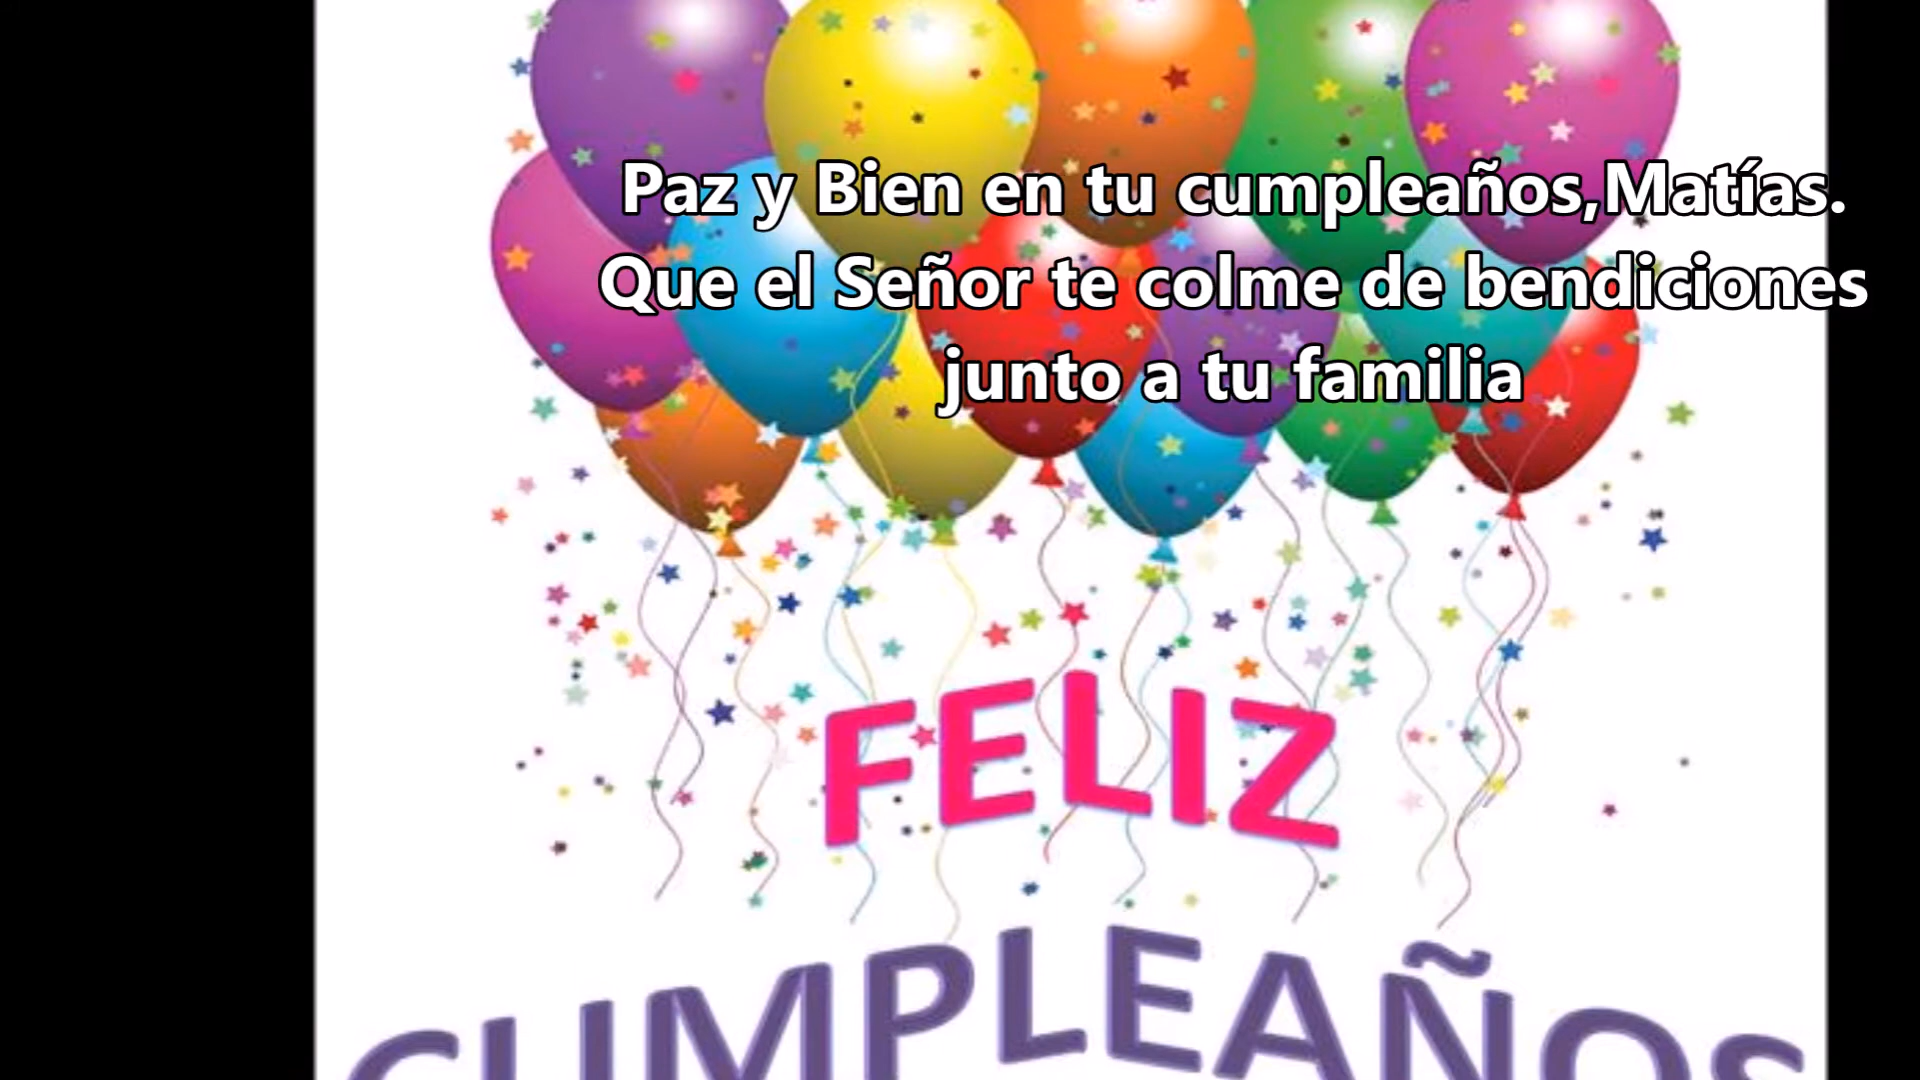 Paz y Bien en tu cumpleaños,Matías.
Que el Señor te colme de bendiciones
junto a tu familia
FELIZ
CUMPLEAÑOS